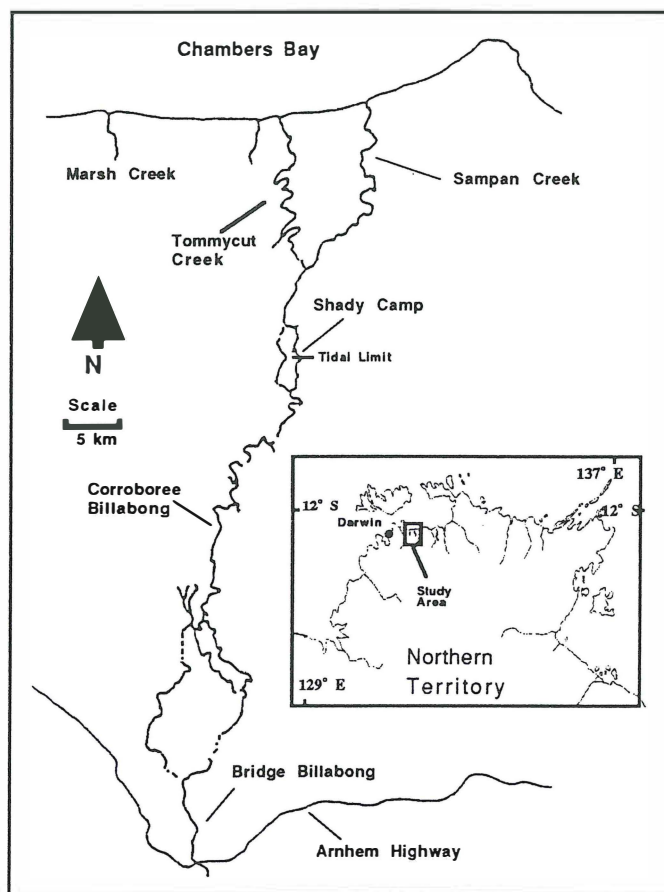 Chambers Bay
Marsh Creek
Sampan Creek
Tommycut
Creek
Shady Camp
Tidal Limit
N
Scale
5 km
137° E
12° S
12° S
Darwin
Corroboree
Billabong
Study
Area
Northern
Territory
129° E
Bridge Billabong
Arnhem Highway